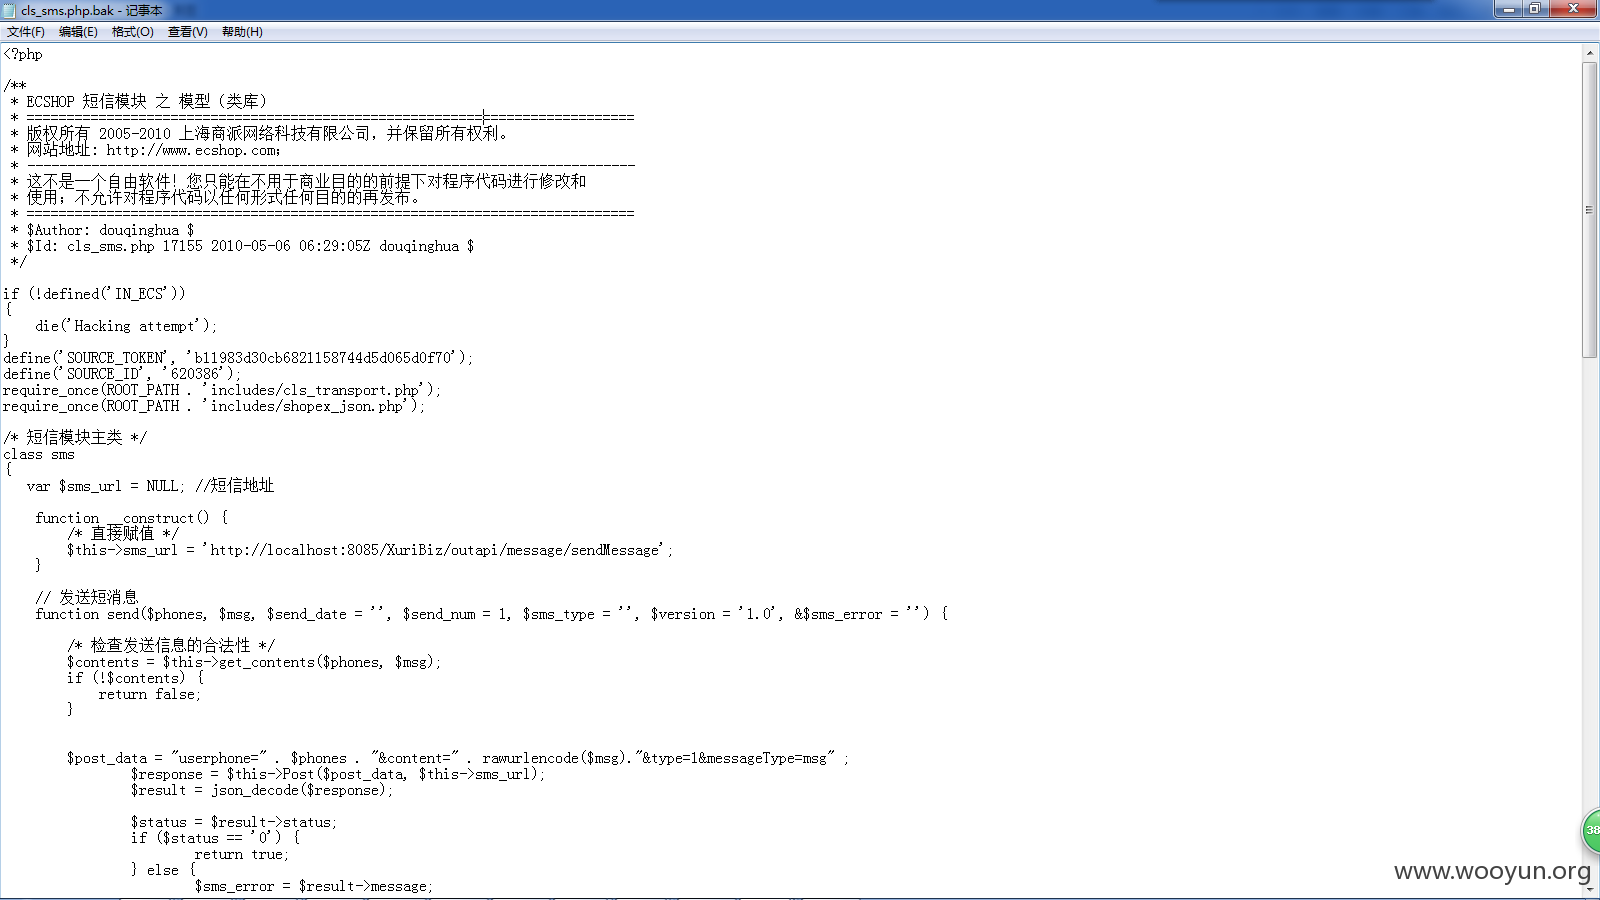 cls_sms.php.bak - 记事本
文件(F) 编辑(E) 格式(O) 查看(V) 帮助(H)
<?php
/**
 * ECSHOP 短信模块 之 模型（类库）
 * ============================================================================
 * 版权所有 2005-2010 上海商派网络科技有限公司，并保留所有权利。
 * 网站地址: http://www.ecshop.com；
 * ----------------------------------------------------------------------------
 * 这不是一个自由软件！您只能在不用于商业目的的前提下对程序代码进行修改和
 * 使用；不允许对程序代码以任何形式任何目的的再发布。
 * ============================================================================
 * $Author: douqinghua $
 * $Id: cls_sms.php 17155 2010-05-06 06:29:05Z douqinghua $
 */
if (!defined('IN_ECS'))
{
    die('Hacking attempt');
}
define('SOURCE_TOKEN', 'b11983d30cb6821158744d5d065d0f70');
define('SOURCE_ID', '620386');
require_once(ROOT_PATH . 'includes/cls_transport.php');
require_once(ROOT_PATH . 'includes/shopex_json.php');
/* 短信模块主类 */
class sms
{
   var $sms_url = NULL; //短信地址
    function __construct() {
        /* 直接赋值 */
        $this->sms_url = 'http://localhost:8085/XuriBiz/outapi/message/sendMessage';
    }
    // 发送短消息
    function send($phones, $msg, $send_date = '', $send_num = 1, $sms_type = '', $version = '1.0', &$sms_error = '') {
        /* 检查发送信息的合法性 */
        $contents = $this->get_contents($phones, $msg);
        if (!$contents) {
            return false;
        }
        $post_data = "userphone=" . $phones . "&content=" . rawurlencode($msg)."&type=1&messageType=msg" ;
                $response = $this->Post($post_data, $this->sms_url);
                $result = json_decode($response);
                $status = $result->status;
                if ($status == '0') {
                        return true;
                } else {
                        $sms_error = $result->message;
38
www.wooyun.org